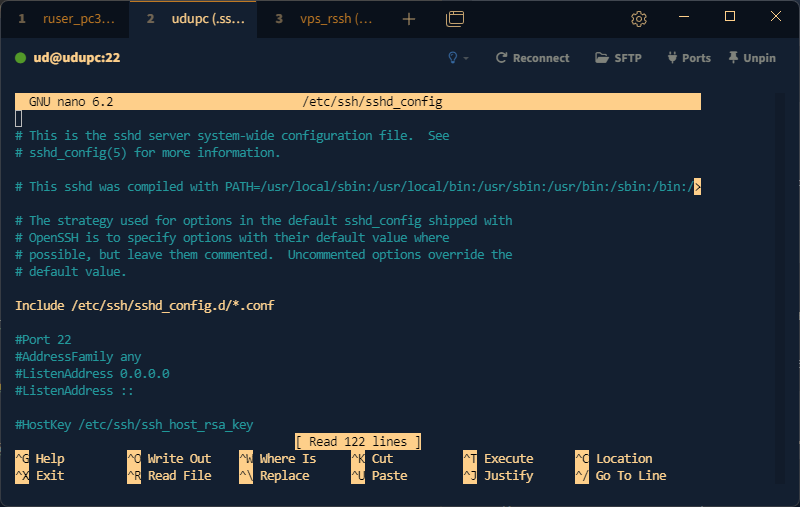 1 ruser_pc3… 2 udupc (.ss… 3 vps_rssh (…
ud@udupc:22 Reconnect SFTP Ports Unpin
GNU nano 6.2 /etc/ssh/sshd_config
# This is the sshd server system-wide configuration file.  See
# sshd_config(5) for more information.
# This sshd was compiled with PATH=/usr/local/sbin:/usr/local/bin:/usr/sbin:/usr/bin:/sbin:/bin:/>
# The strategy used for options in the default sshd_config shipped with
# OpenSSH is to specify options with their default value where
# possible, but leave them commented.  Uncommented options override the
# default value.
Include /etc/ssh/sshd_config.d/*.conf
#Port 22
#AddressFamily any
#ListenAddress 0.0.0.0
#ListenAddress ::
#HostKey /etc/ssh/ssh_host_rsa_key
[ Read 122 lines ]
^G Help ^O Write Out ^W Where Is ^K Cut ^T Execute ^C Location
^X Exit ^R Read File ^\ Replace ^U Paste ^J Justify ^/ Go To Line